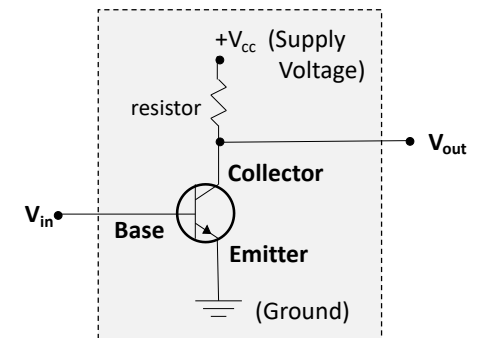 +Vcc (Supply
Voltage)
resistor
Vout
Collector
Vin
Base
Emitter
(Ground)